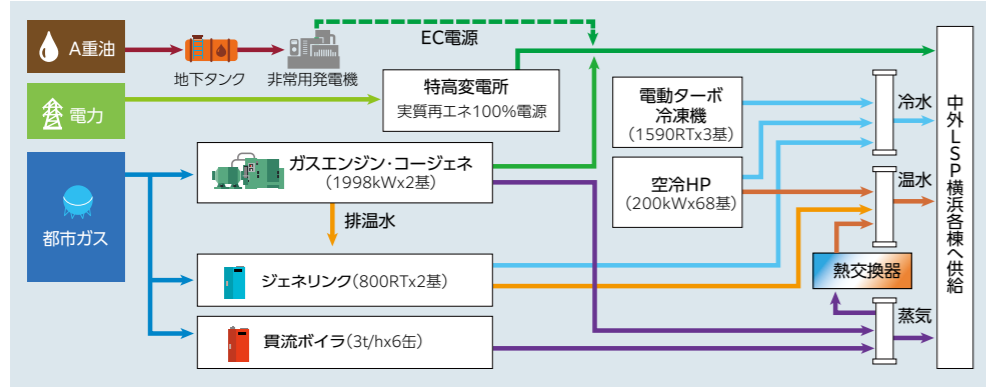 A重油
地下タンク
非常用発電機
EC電源
電力
特高変電所
実質再エネ100%電源
都市ガス
ガスエンジン・コージェネ
(1998kWx2基)
排温水
ジェネリンク(800RTx2基)
貫流ボイラ(3t/hx6缶)
電動ターボ
冷凍機
(1590RTx3基)
空冷HP
(200kWx68基)
熱交換器
冷水
温水
蒸気
中外LSP横浜各棟へ供給